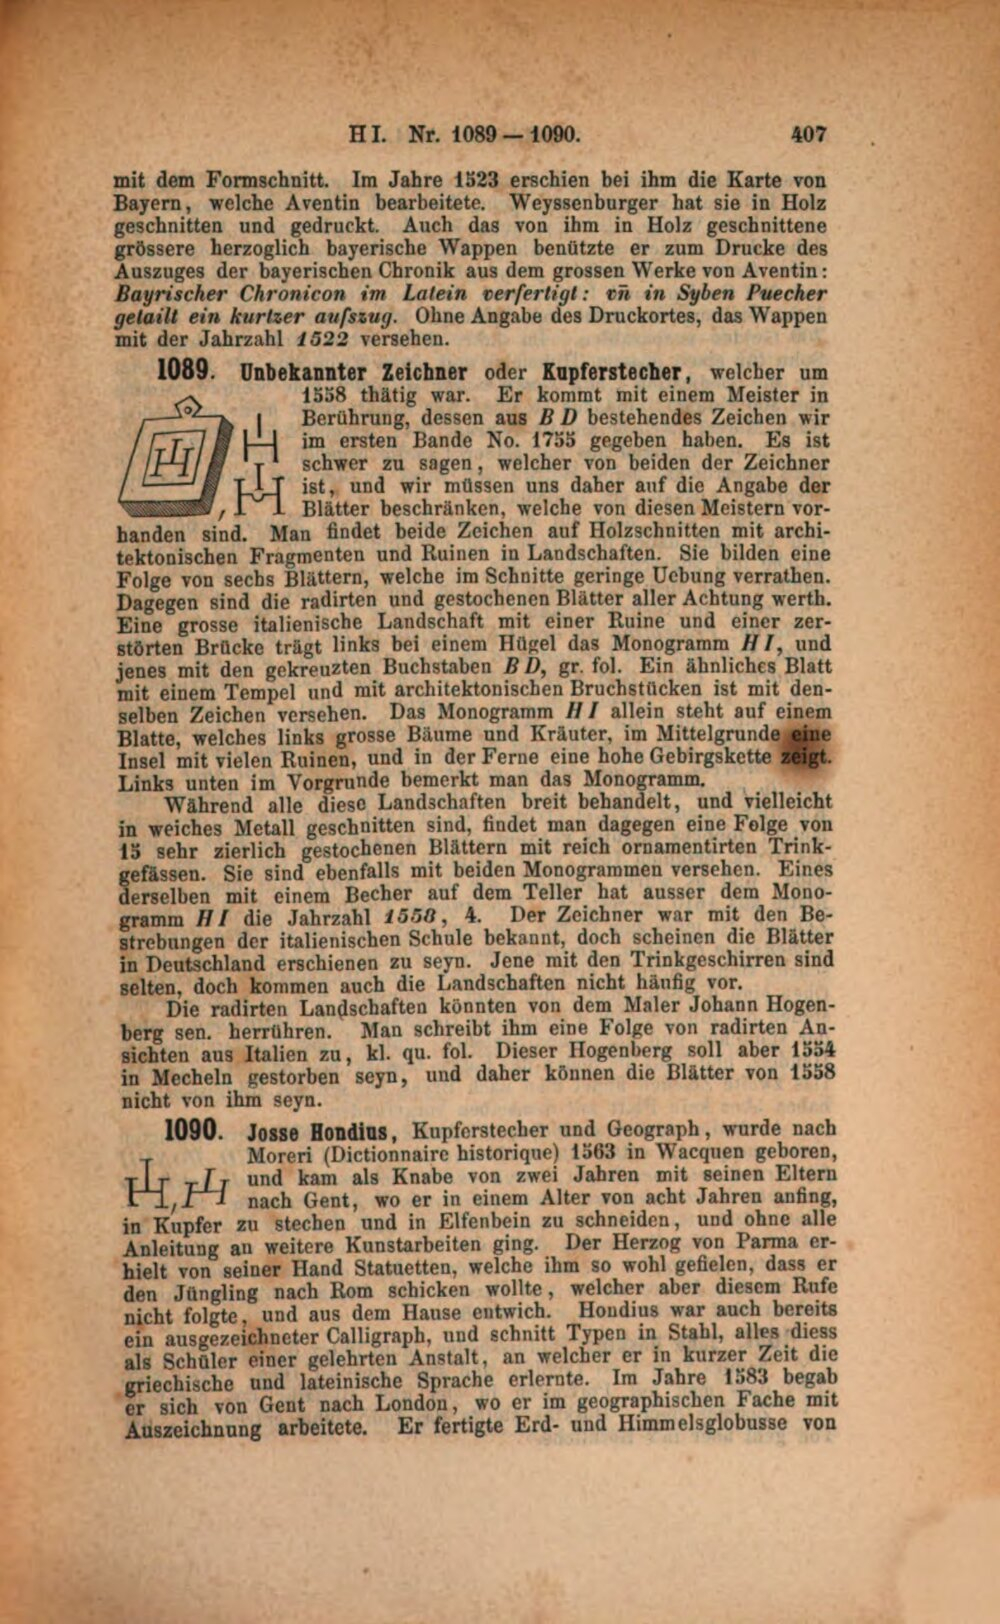 HI. Nr. 1089 — 1090. 407
mit dem Formschnitt. Im Jahre 1523 erschien bei ihm die Karte von
Bayern, welche Aventin bearbeitete. Weyssenburger hat sie in Holz
geschnitten und gedruckt. Auch das von ihm in Holz geschnittene
grössere herzoglich bayerische Wappen benützte er zum Drucke des
Auszuges der bayerischen Chronik aus dem grossen Werke von Aventin:
Bayrischer Chronicon im Latein verfertigt: vñ in Syben Puecher
getailt ein kurtzer aufszug. Ohne Angabe des Druckortes, das Wappen
mit der Jahrzahl 1522 versehen.
1089. Unbekannter Zeichner oder Kupferstecher, welcher um
1558 thätig war. Er kommt mit einem Meister in
Berührung, dessen aus B D bestehendes Zeichen wir
im ersten Bande No. 1755 gegeben haben. Es ist
schwer zu sagen, welcher von beiden der Zeichner
ist, und wir müssen uns daher auf die Angabe der
Blätter beschränken, welche von diesen Meistern vor-
handen sind. Man findet beide Zeichen auf Holzschnitten mit archi-
tektonischen Fragmenten und Ruinen in Landschaften. Sie bilden eine
Folge von sechs Blättern, welche im Schnitte geringe Uebung verrathen.
Dagegen sind die radirten und gestochenen Blätter aller Achtung werth.
Eine grosse italienische Landschaft mit einer Ruine und einer zer-
störten Brücke trägt links bei einem Hügel das Monogramm H I, und
jenes mit den gekreuzten Buchstaben B D, gr. fol. Ein ähnliches Blatt
mit einem Tempel und mit architektonischen Bruchstücken ist mit den-
selben Zeichen versehen. Das Monogramm H I allein steht auf einem
Blatte, welches links grosse Bäume und Kräuter, im Mittelgrunde eine
Insel mit vielen Ruinen, und in der Ferne eine hohe Gebirgskette zeigt.
Links unten im Vorgrunde bemerkt man das Monogramm.
Während alle diese Landschaften breit behandelt, und vielleicht
in weiches Metall geschnitten sind, findet man dagegen eine Folge von
15 sehr zierlich gestochenen Blättern mit reich ornamentirten Trink-
gefässen. Sie sind ebenfalls mit beiden Monogrammen versehen. Eines
derselben mit einem Becher auf dem Teller hat ausser dem Mono-
gramm H I die Jahrzahl 1558, 4. Der Zeichner war mit den Be-
strebungen der italienischen Schule bekannt, doch scheinen die Blätter
in Deutschland erschienen zu seyn. Jene mit den Trinkgeschirren sind
selten, doch kommen auch die Landschaften nicht häufig vor.
Die radirten Landschaften könnten von dem Maler Johann Hogen-
berg sen. herrühren. Man schreibt ihm eine Folge von radirten An-
sichten aus Italien zu, kl. qu. fol. Dieser Hogenberg soll aber 1554
in Mecheln gestorben seyn, und daher können die Blätter von 1558
nicht von ihm seyn.
1090. Josse Hondius, Kupferstecher und Geograph, wurde nach
Moreri (Dictionnaire historique) 1563 in Wacquen geboren,
und kam als Knabe von zwei Jahren mit seinen Eltern
nach Gent, wo er in einem Alter von acht Jahren anfing,
in Kupfer zu stechen und in Elfenbein zu schneiden, und ohne alle
Anleitung an weitere Kunstarbeiten ging. Der Herzog von Parma er-
hielt von seiner Hand Statuetten, welche ihm so wohl gefielen, dass er
den Jüngling nach Rom schicken wollte, welcher aber diesem Rufe
nicht folgte, und aus dem Hause entwich. Hondius war auch bereits
ein ausgezeichneter Calligraph, und schnitt Typen in Stahl, alles diess
als Schüler einer gelehrten Anstalt, an welcher er in kurzer Zeit die
griechische und lateinische Sprache erlernte. Im Jahre 1583 begab
er sich von Gent nach London, wo er im geographischen Fache mit
Auszeichnung arbeitete. Er fertigte Erd- und Himmelsglobusse von